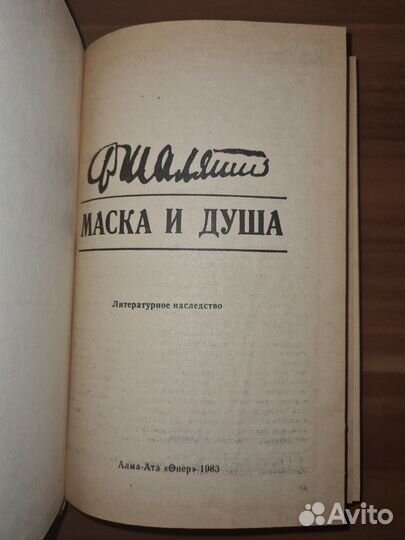 Ф Шаляпин
МАСКА И ДУША
Литературное наследство
Алма-Ата «Өнер» 1983
Avito